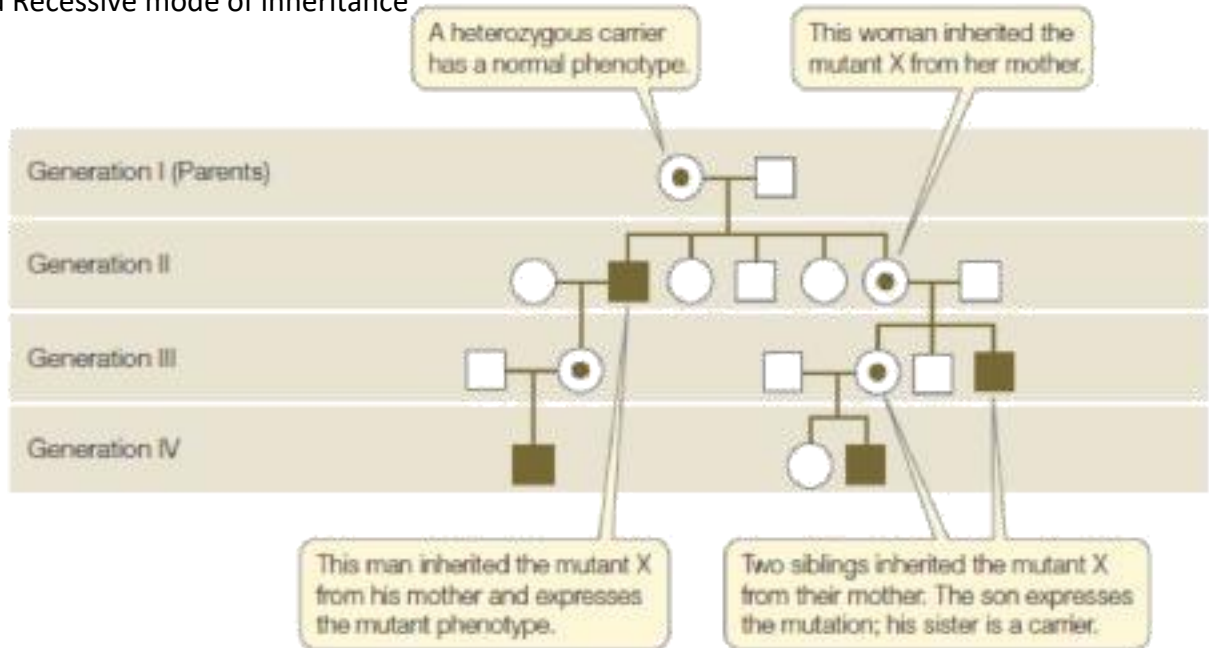 Recessive mode of inheritance
A heterozygous carrier
has a normal phenotype.
This woman inherited the
mutant X from her mother.
Generation I (Parents)
Generation II
Generation III
Generation IV
This man inherited the mutant X
from his mother and expresses
the mutant phenotype.
Two siblings inherited the mutant X
from their mother. The son expresses
the mutation; his sister is a carrier.